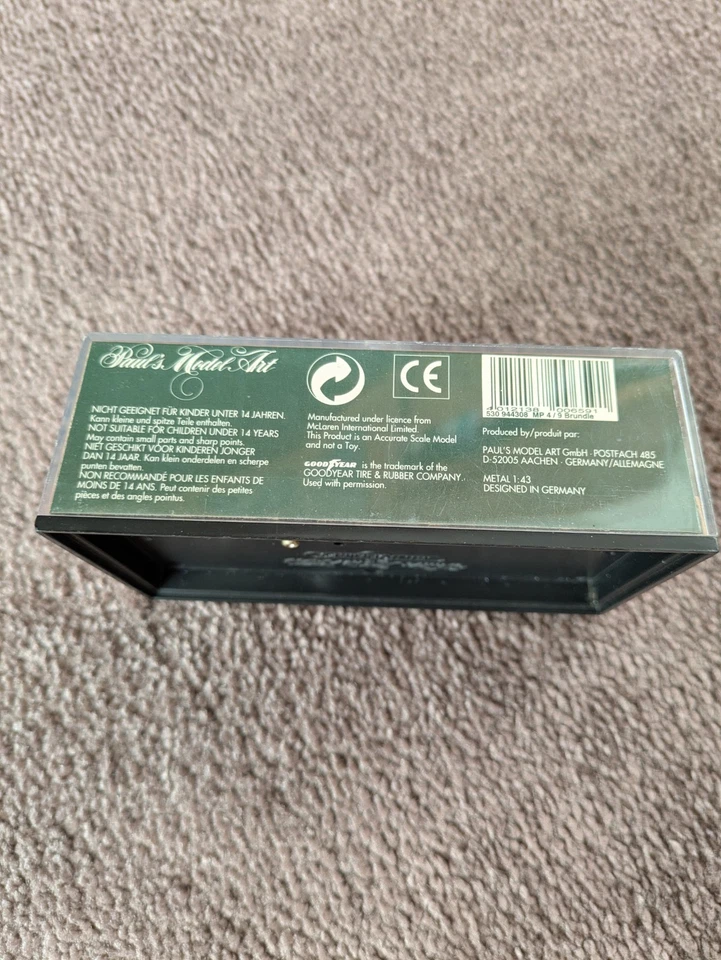 Paul's Model Art
NICHT GEEIGNET FÜR KINDER UNTER 14 JAHREN.
Kann kleine und spitze Teile enthalten.
NOT SUITABLE FOR CHILDREN UNDER 14 YEARS
May contain small parts and sharp points.
NIET GESCHIKT VÓÓR KINDEREN JONGER
DAN 14 JAAR. Kan klein onderdelen en scherpe
punten bevatten.
NON RECOMMANDÉ POUR LES ENFANTS DE
MOINS DE 14 ANS. Peut contenir des petites
pièces et des angles pointus.
Manufactured under licence from
McLaren International Limited.
This Product is an Accurate Scale Model
and not a Toy.
GOODYEAR is the trademark of the
GOODYEAR TIRE & RUBBER COMPANY.
Used with permission.
CE
4 012138 006591
530 944308 MP 4 / 9 Brundle
Produced by/produit par:
PAUL'S MODEL ART GmbH · POSTFACH 485
D-52005 AACHEN · GERMANY/ALLEMAGNE
METAL 1:43
DESIGNED IN GERMANY